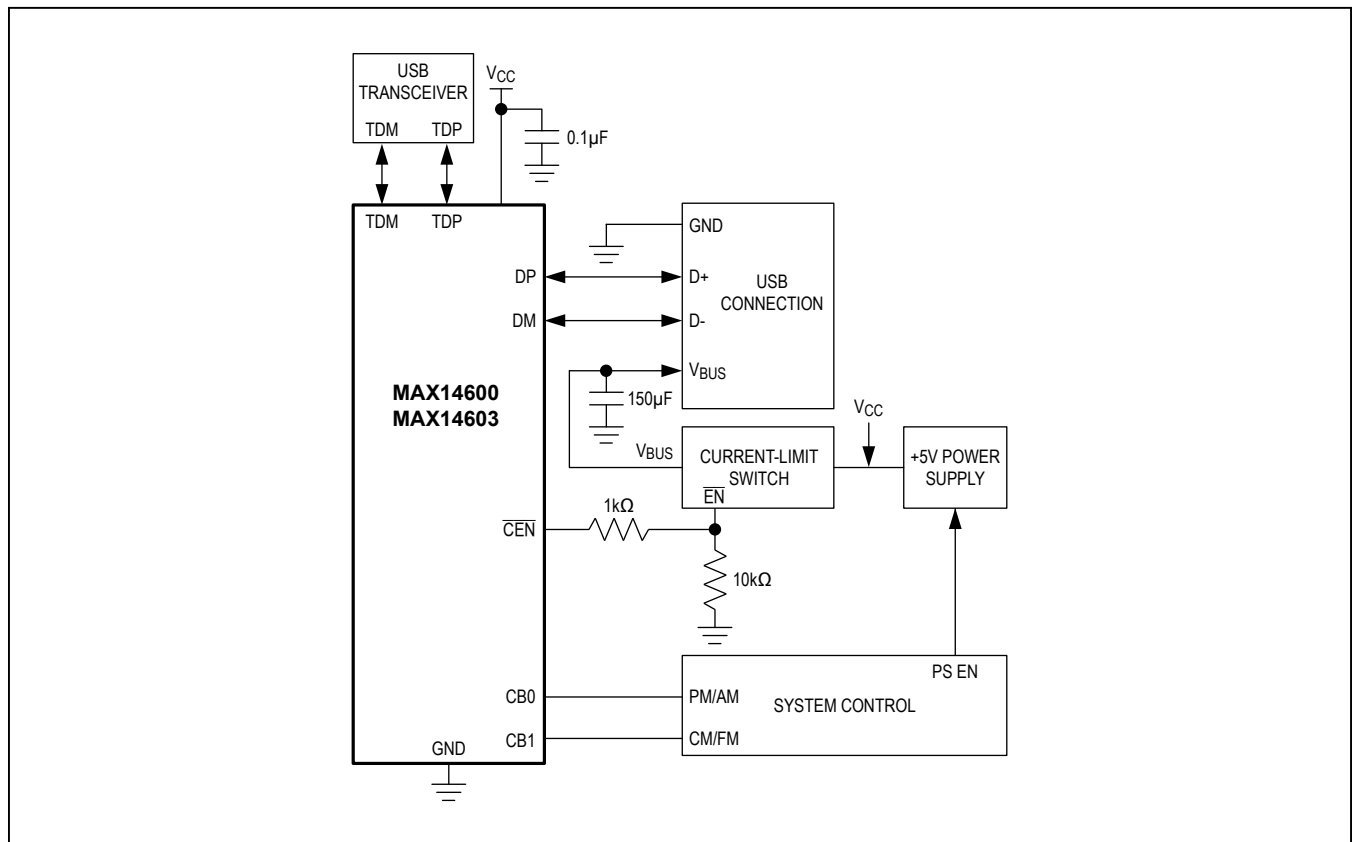 USB
TRANSCEIVER
TDM TDP
VCC
0.1µF
TDM TDP
DP
DM
MAX14600
MAX14603
CEN
CB0
CB1
GND
GND
D+
USB
CONNECTION
D-
VBUS
150µF
VBUS
CURRENT-LIMIT
SWITCH
EN
VCC
+5V POWER
SUPPLY
1kΩ
10kΩ
PS EN
PM/AM
SYSTEM CONTROL
CM/FM